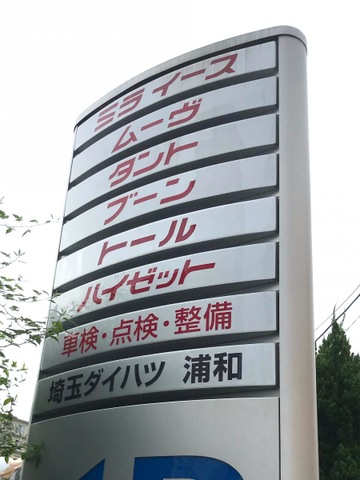 ミラ イース
ムーヴ
タント
ブーン
トール
ハイゼット
車検・点検・整備
埼玉ダイハツ 浦和